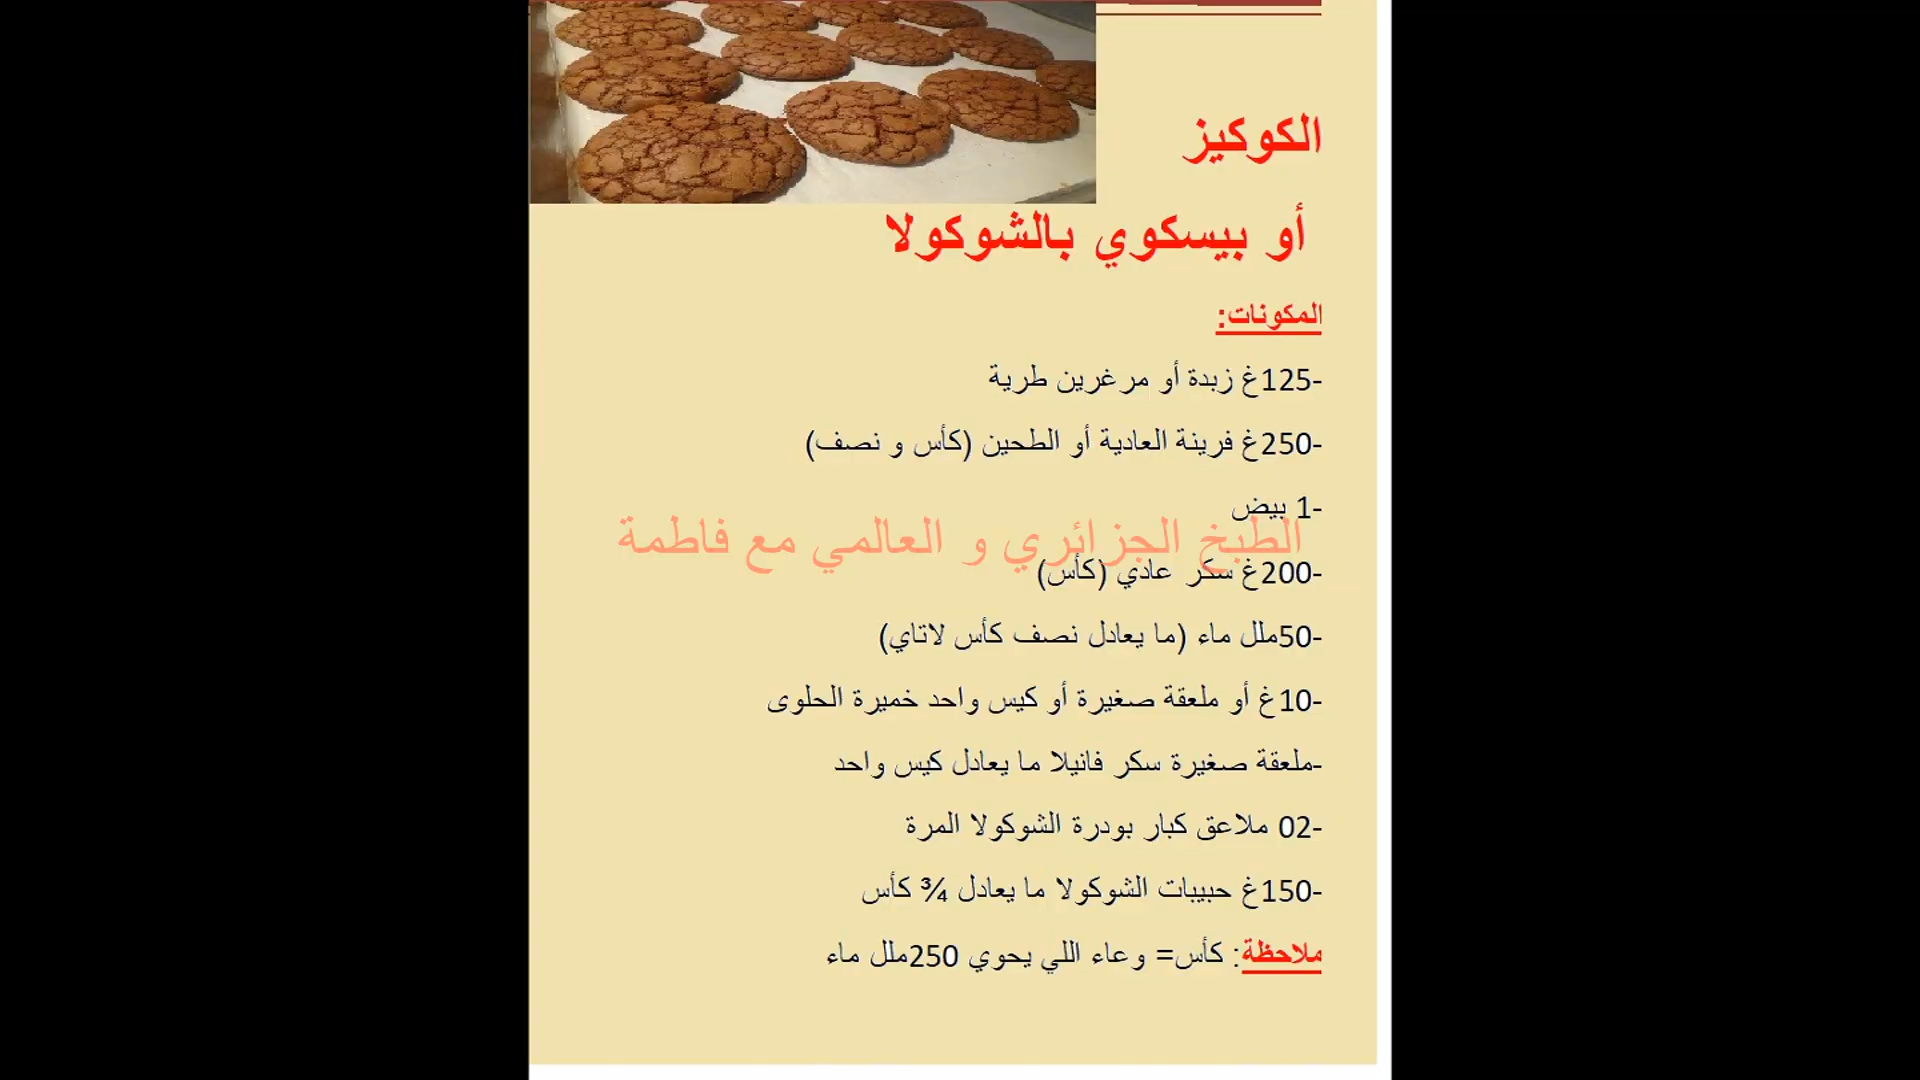 الكوكيز
أو بيسكوي بالشوكولا
المكونات:
-125غ زبدة أو مرغرين طرية
-250غ فرينة العادية أو الطحين (كأس و نصف)
-1 بيض
الطبخ الجزائري و العالمي مع فاطمة
-200غ سكر عادي (كأس)
-50ملل ماء (ما يعادل نصف كأس لاتاي)
-10غ أو ملعقة صغيرة أو كيس واحد خميرة الحلوى
-ملعقة صغيرة سكر فانيلا ما يعادل كيس واحد
-02 ملاعق كبار بودرة الشوكولا المرة
-150غ حبيبات الشوكولا ما يعادل ¾ كأس
ملاحظة: كأس= وعاء اللي يحوي 250ملل ماء